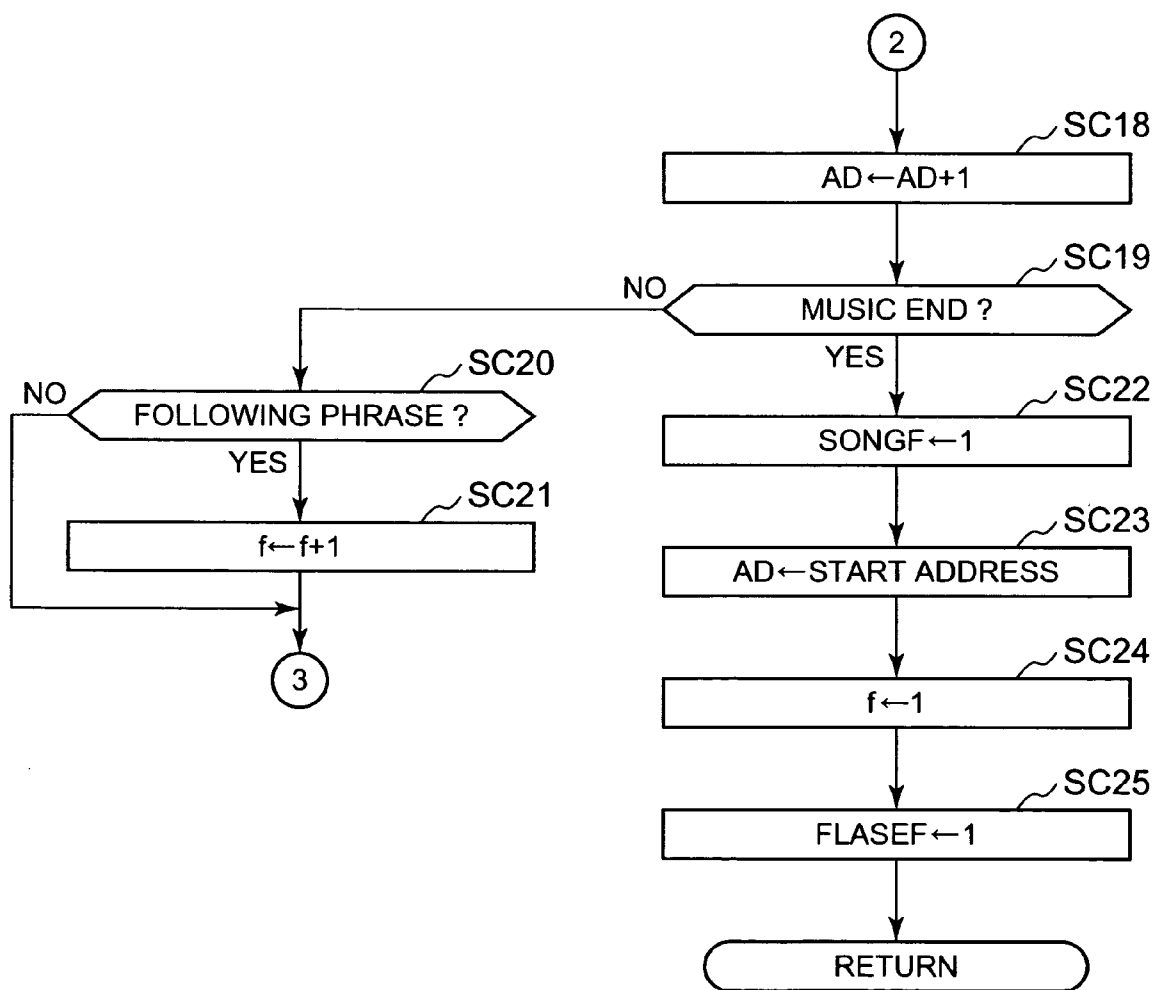 2
SC18
AD←AD+1
SC19
MUSIC END ?
NO
YES
SC20
FOLLOWING PHRASE ?
NO
YES
SC21
f←f+1
3
SC22
SONGF←1
SC23
AD←START ADDRESS
SC24
f←1
SC25
FLASEF←1
RETURN